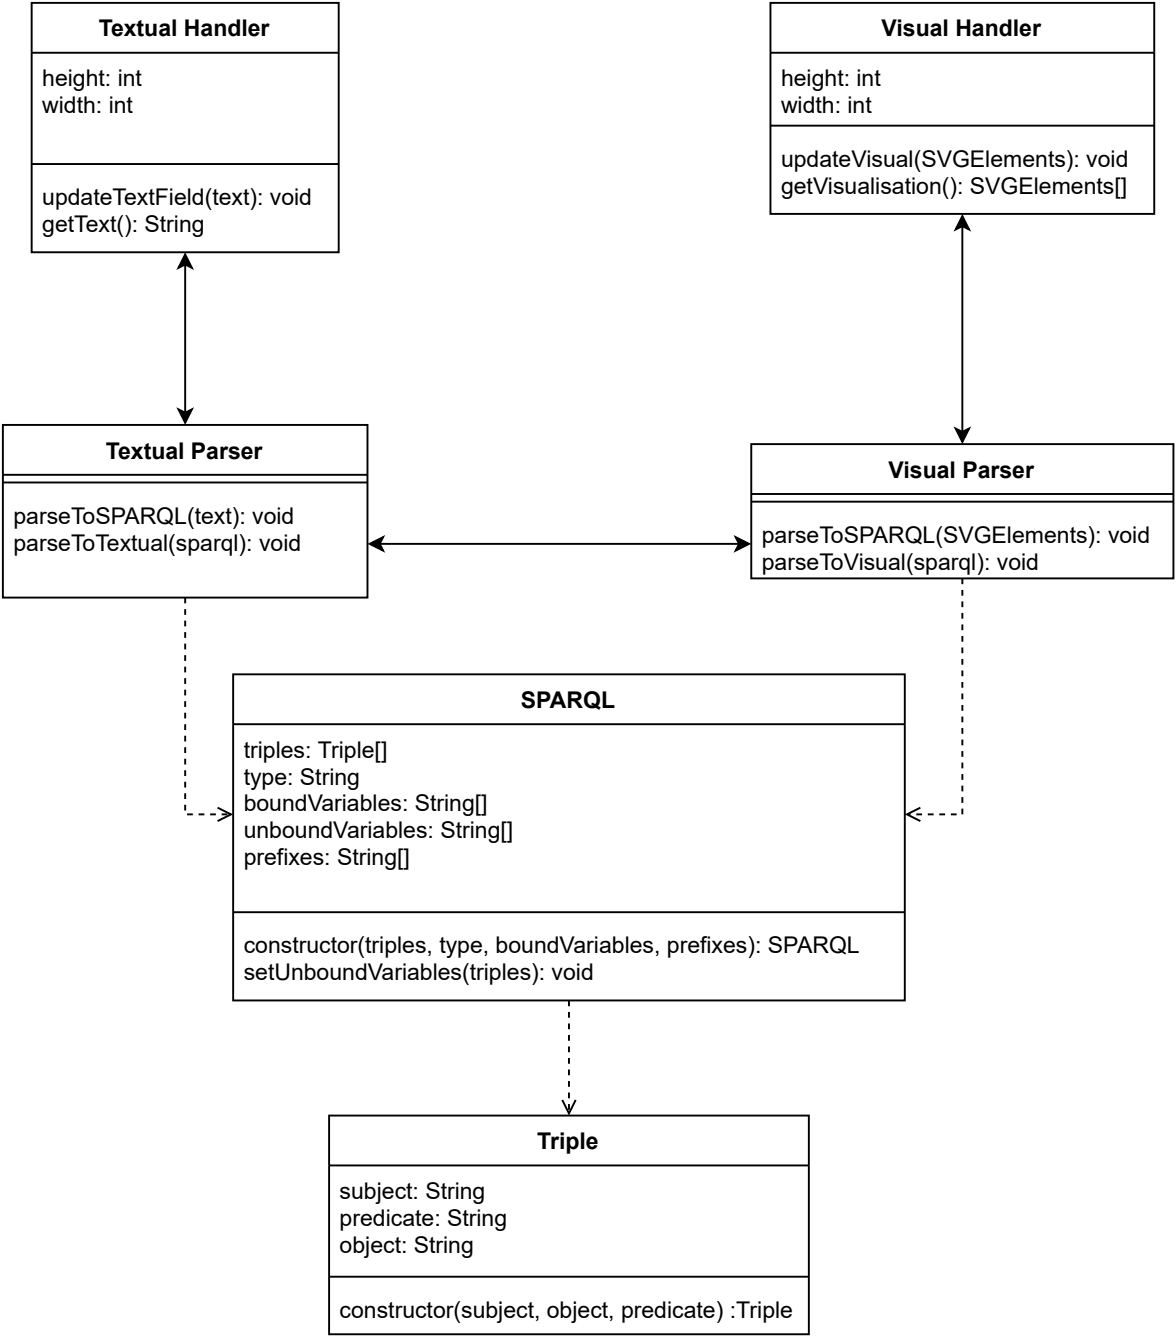 Textual Handler
height: int
width: int
updateTextField(text): void
getText(): String
Visual Handler
height: int
width: int
updateVisual(SVGElements): void
getVisualisation(): SVGElements[]
Textual Parser
parseToSPARQL(text): void
parseToTextual(sparql): void
Visual Parser
parseToSPARQL(SVGElements): void
parseToVisual(sparql): void
SPARQL
triples: Triple[]
type: String
boundVariables: String[]
unboundVariables: String[]
prefixes: String[]
constructor(triples, type, boundVariables, prefixes): SPARQL
setUnboundVariables(triples): void
Triple
subject: String
predicate: String
object: String
constructor(subject, object, predicate) :Triple